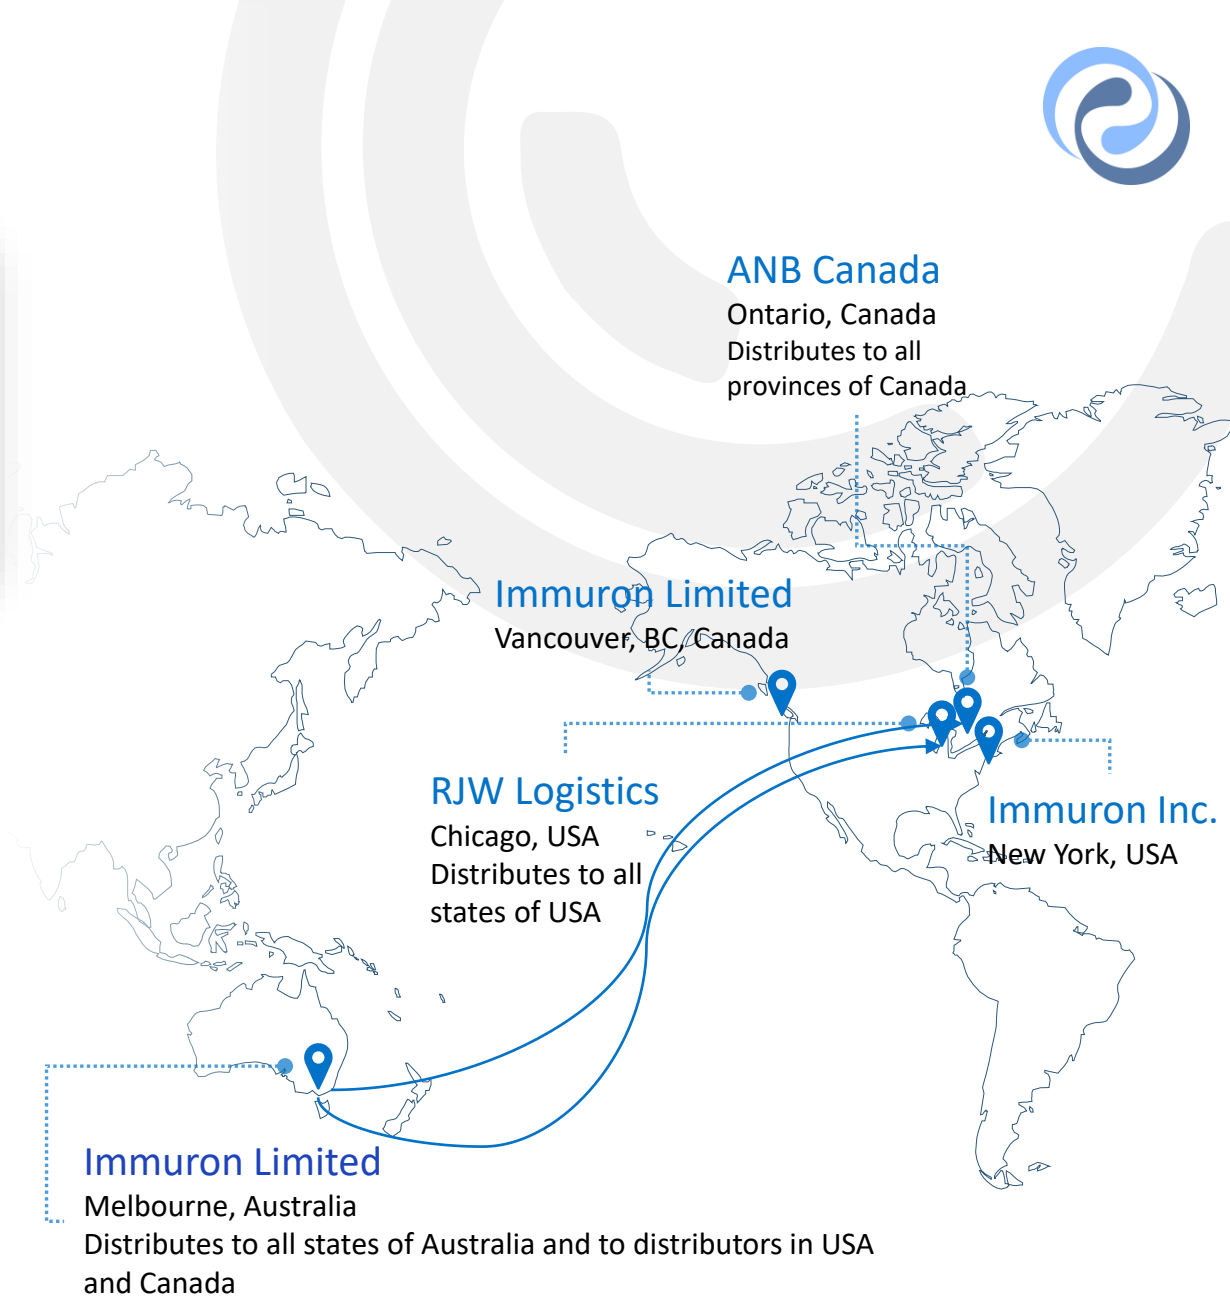 ANB Canada
Ontario, Canada
Distributes to all
provinces of Canada
Immuron Limited
Vancouver, BC, Canada
RJW Logistics
Chicago, USA
Distributes to all
states of USA
Immuron Inc.
New York, USA
Immuron Limited
Melbourne, Australia
Distributes to all states of Australia and to distributors in USA
and Canada